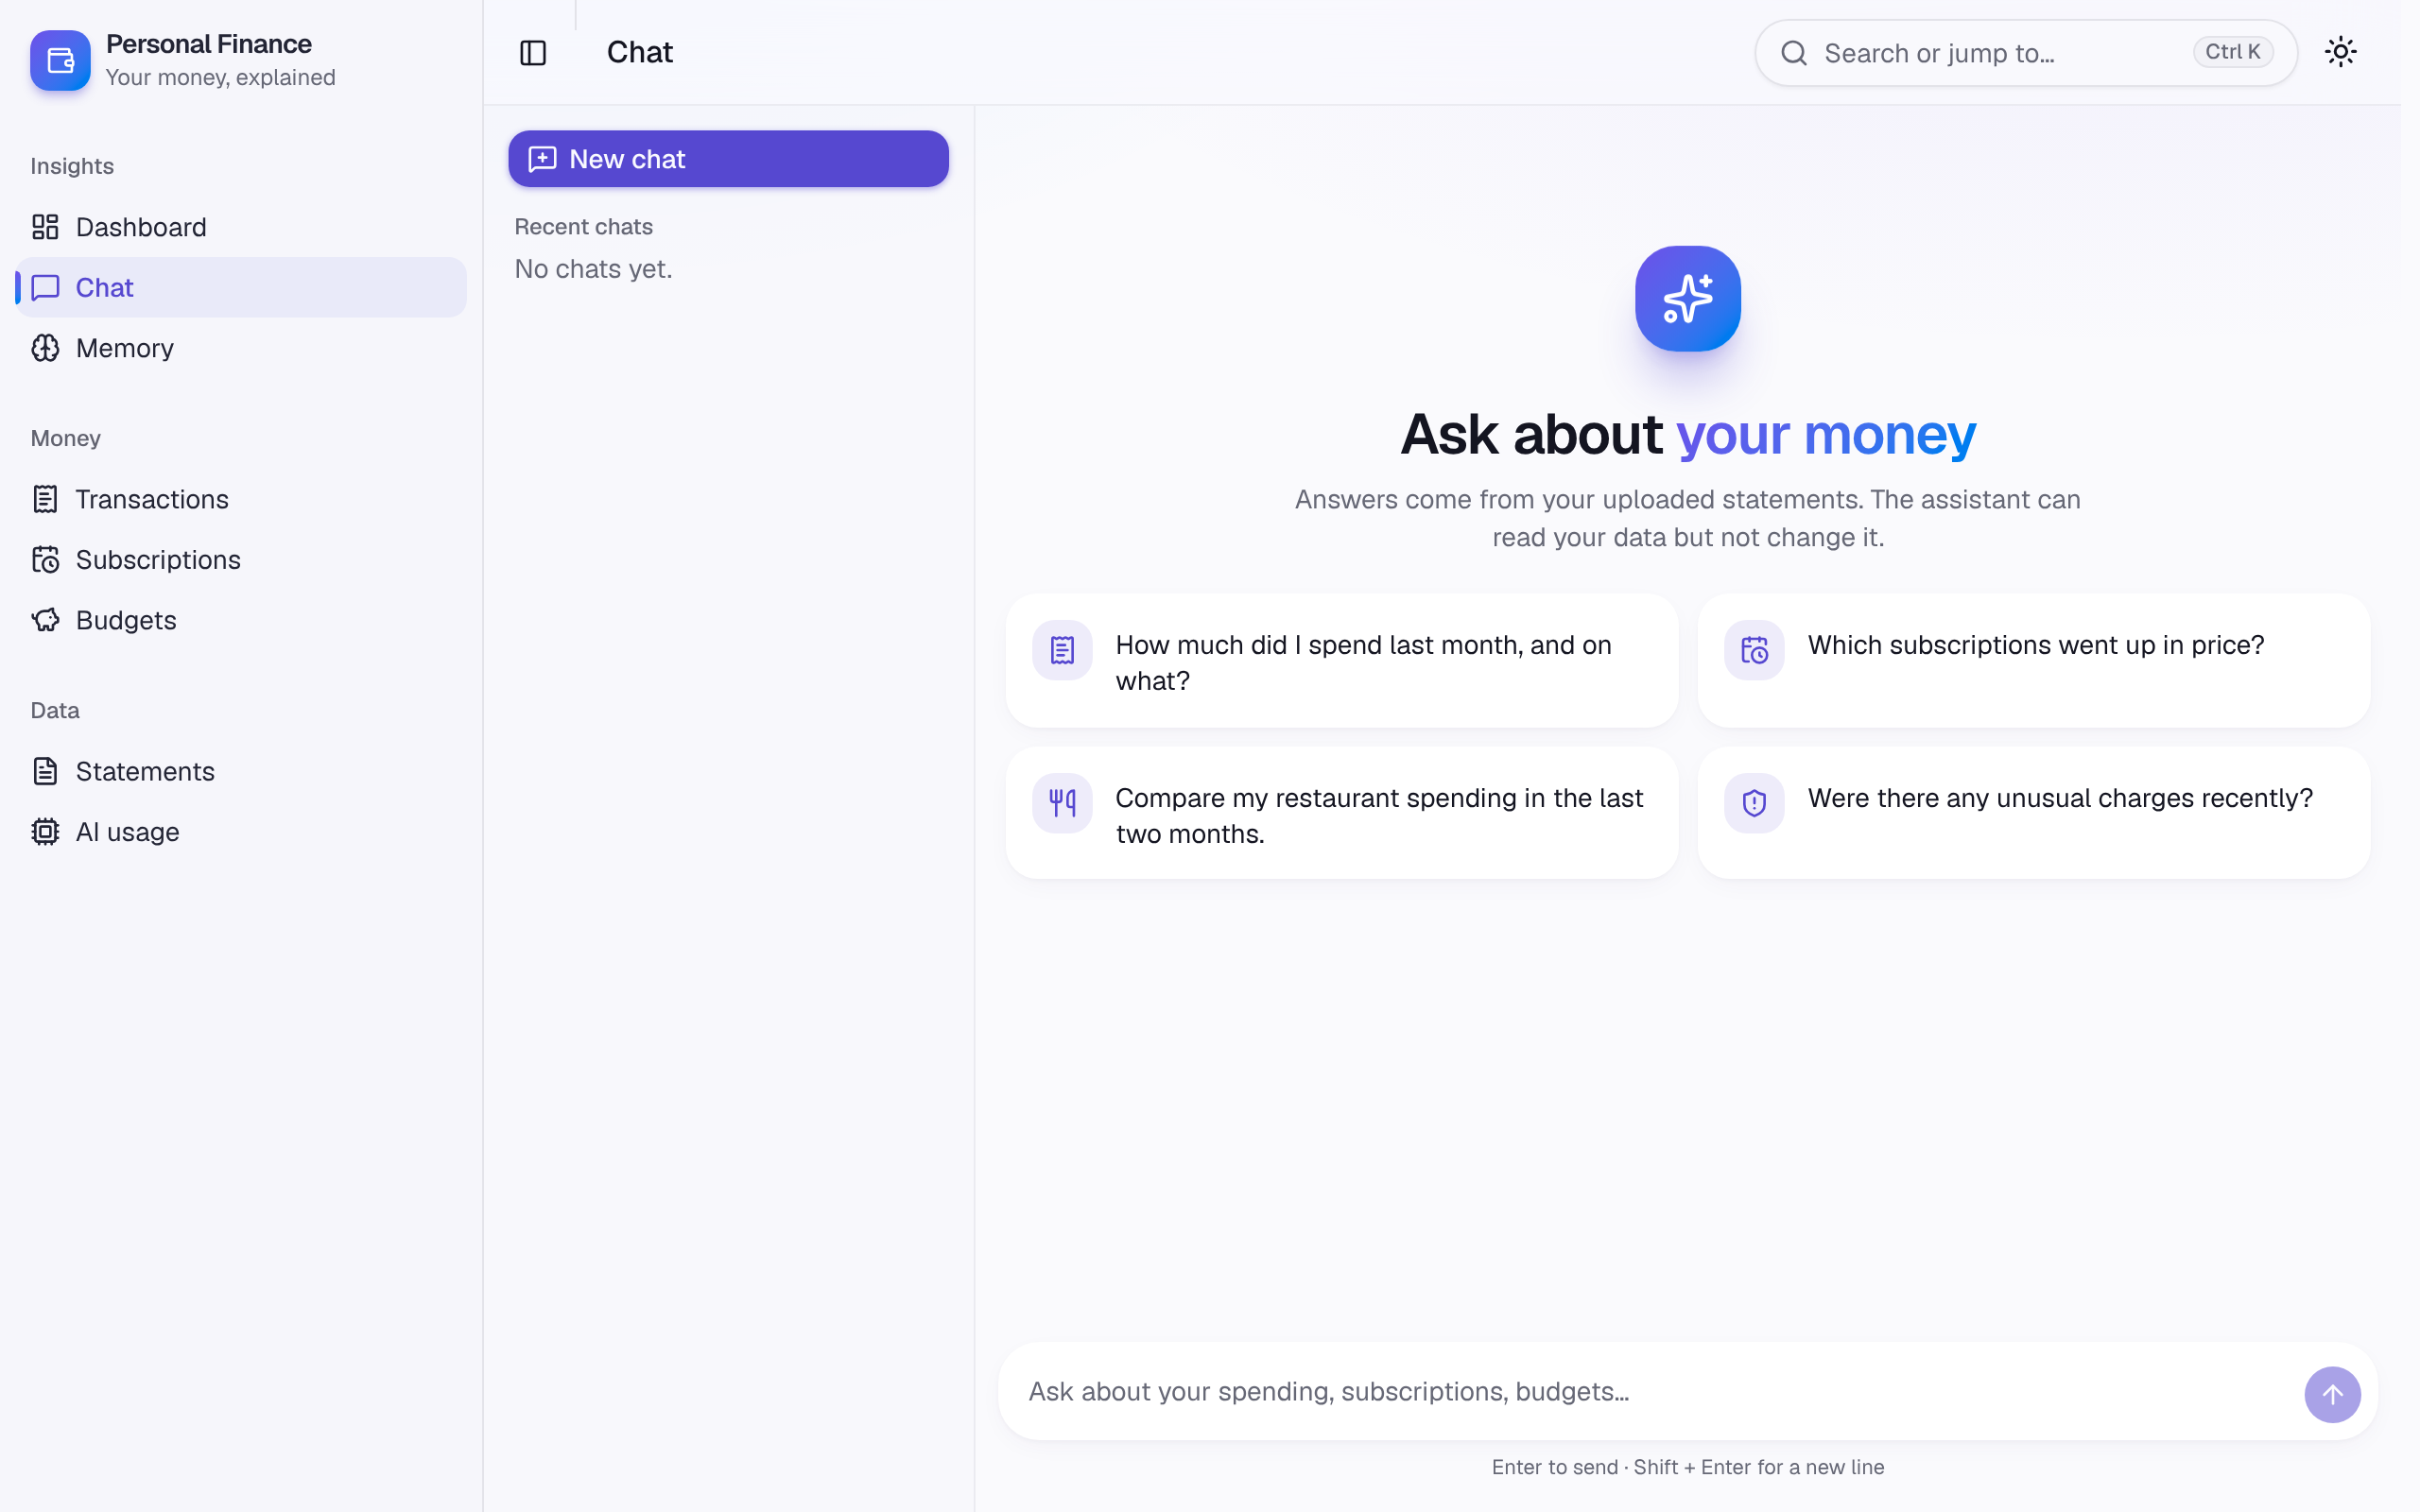 Personal Finance
Your money, explained
Insights
Dashboard
Chat
Memory
Money
Transactions
Subscriptions
Budgets
Data
Statements
AI usage
Chat
Search or jump to...
Ctrl K
New chat
Recent chats
No chats yet.
Ask about your money
Answers come from your uploaded statements. The assistant can
read your data but not change it.
How much did I spend last month, and on
what?
Which subscriptions went up in price?
Compare my restaurant spending in the last
two months.
Were there any unusual charges recently?
Ask about your spending, subscriptions, budgets...
Enter to send · Shift + Enter for a new line